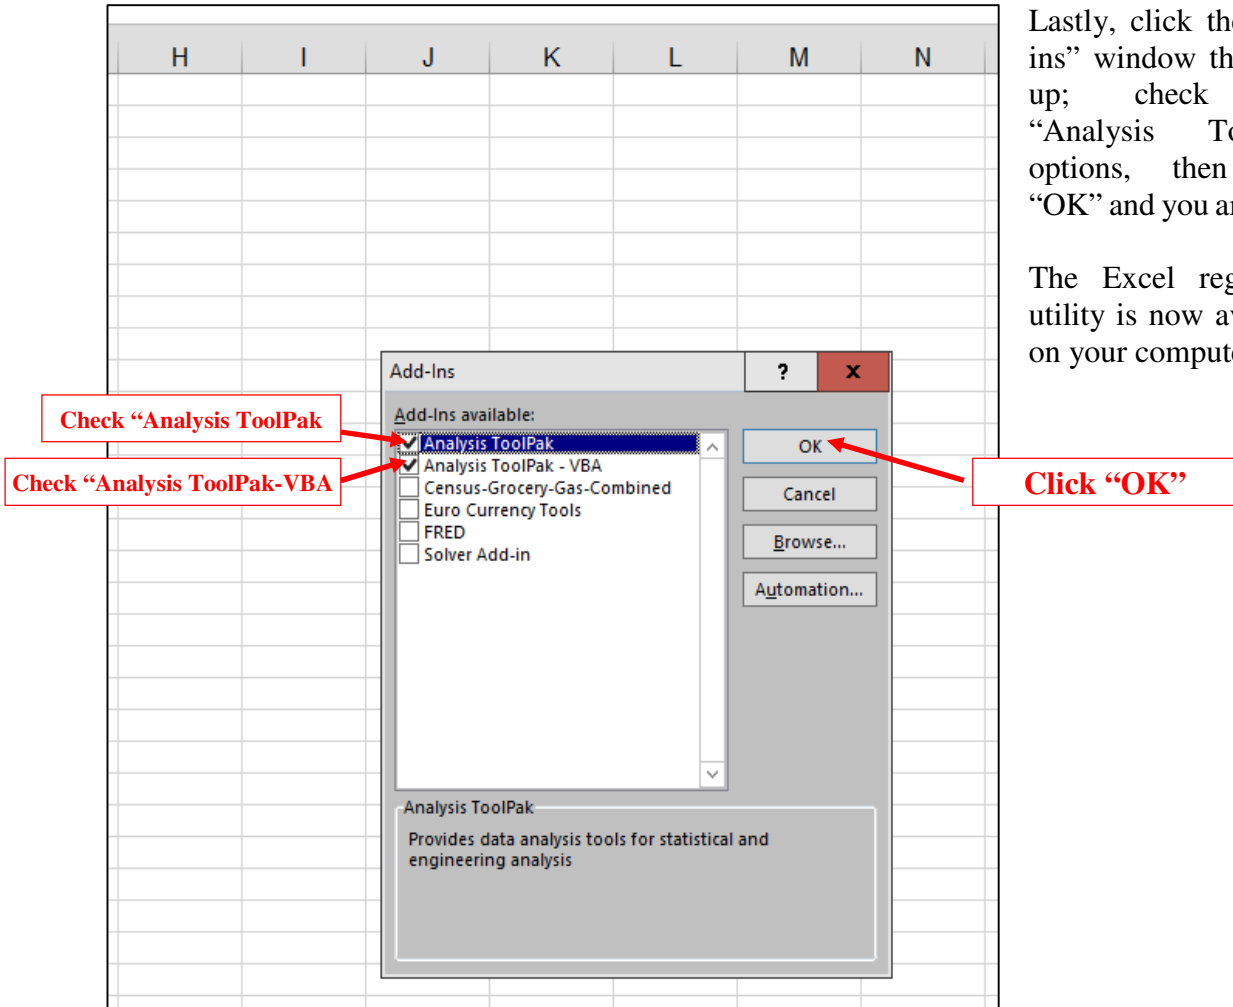 Lastly, click the
ins” window th
up; check
“Analysis To
options, then
“OK” and you a
The Excel reg
utility is now av
on your compute
H I J K L M N
Add-Ins ? x
Add-Ins available:
Analysis ToolPak
Analysis ToolPak - VBA
Census-Grocery-Gas-Combined
Euro Currency Tools
FRED
Solver Add-in
OK
Cancel
Browse...
Automation...
Analysis ToolPak
Provides data analysis tools for statistical and
engineering analysis
Check “Analysis ToolPak
Check “Analysis ToolPak-VBA
Click “OK”